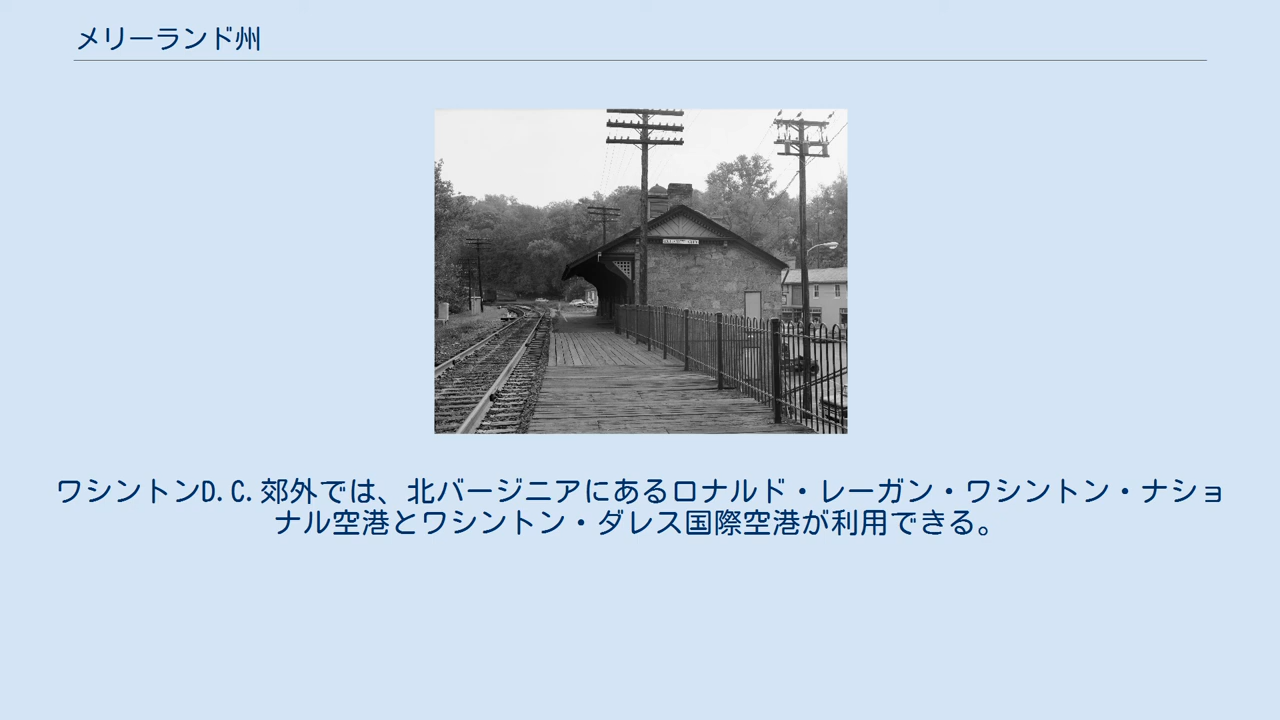 メリーランド州
ワシントンD.C.郊外では、北バージニアにあるロナルド・レーガン・ワシントン・ナショ
ナル空港とワシントン・ダレス国際空港が利用できる。